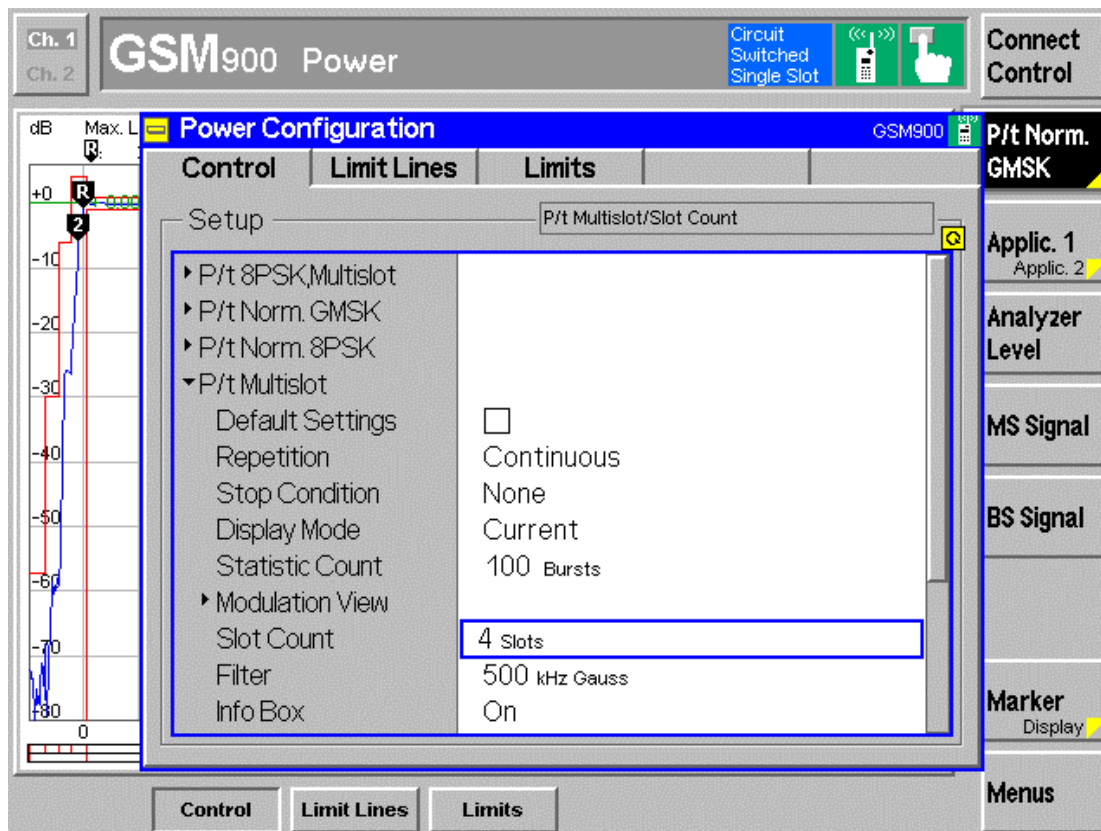 Ch. 1
Ch. 2
GSM900 Power
Circuit
Switched
Single Slot
Connect
Control
dB Max. L
R
Power Configuration
GSM900
P/t Norm.
GMSK
Control Limit Lines Limits
+0
R
2
Setup
P/t Multislot/Slot Count
Applic. 1
Applic. 2
-10
P/t 8PSK,Multislot
P/t Norm. GMSK
-20
Analyzer
Level
P/t Norm. 8PSK
P/t Multislot
-30
Default Settings
MS Signal
-40
Repetition Continuous
Stop Condition None
-50
Display Mode Current
BS Signal
Statistic Count 100 Bursts
-60
Modulation View
Slot Count 4 Slots
-70
Filter 500 kHz Gauss
Info Box On
-80
0
Marker
Display
Control Limit Lines Limits
Menus